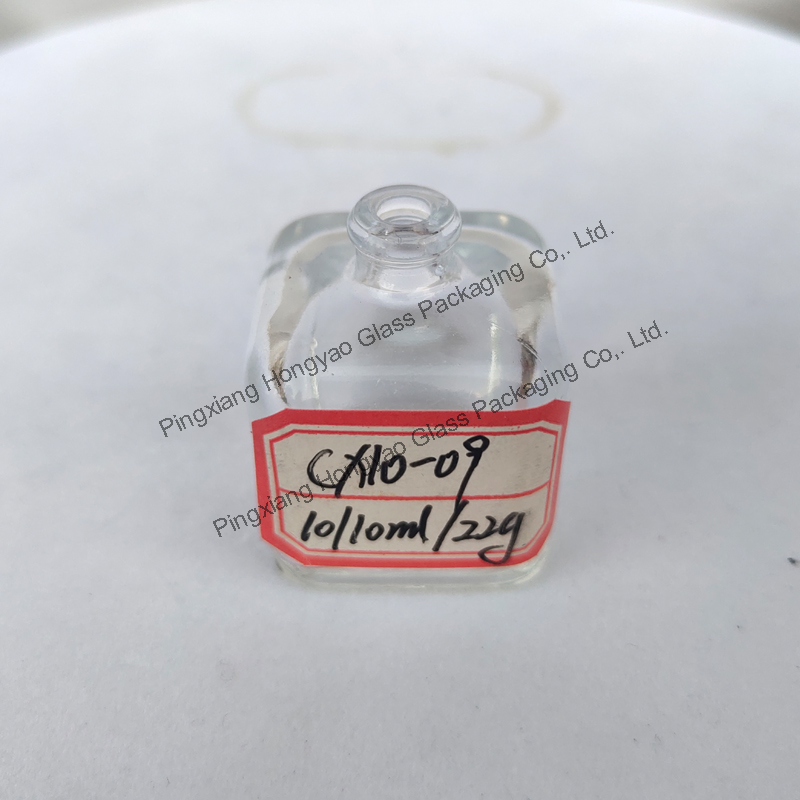 Pingxiang Hongyao Glass Packaging Co,. Ltd.
Pingxiang Hongyao Glass Packaging Co,. Ltd.
CX10-09
10/10ml/22g